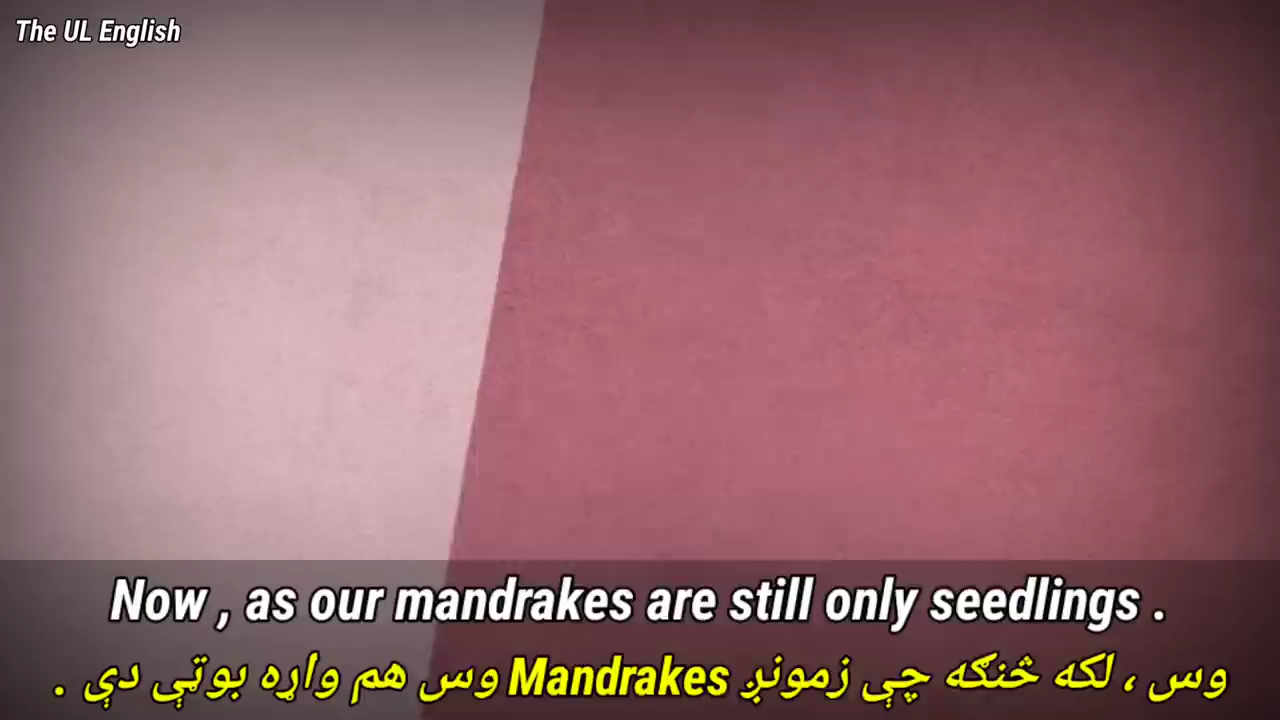 The UL English
Now , as our mandrakes are still only seedlings .
وس ، لکه څنګه چې زمونږ Mandrakes وس هم واړه بوټي دي .